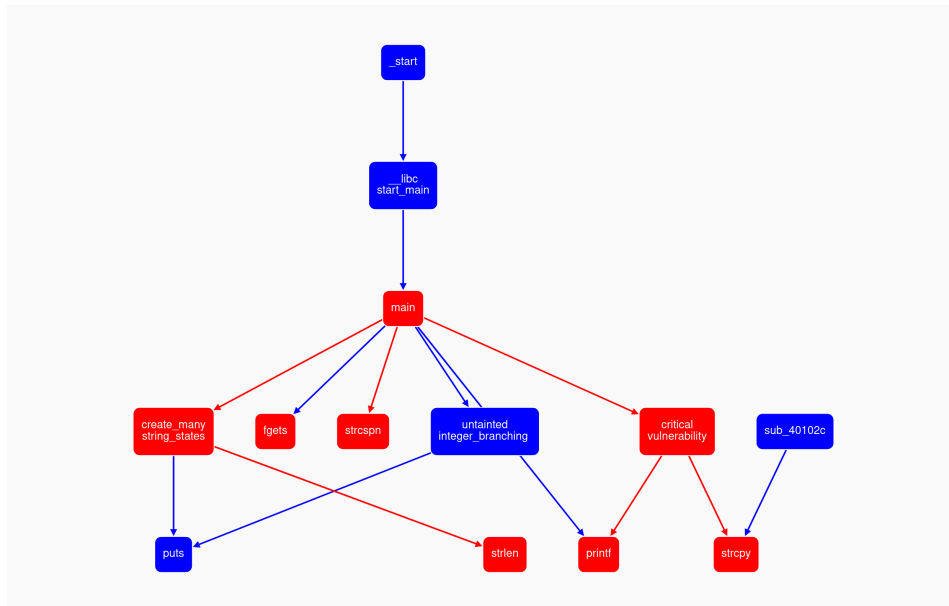 _start
__libc
start_main
main
create_many
string_states
fgets
strcspn
untainted
integer_branching
critical
vulnerability
sub_40102c
puts
strlen
printf
strcpy